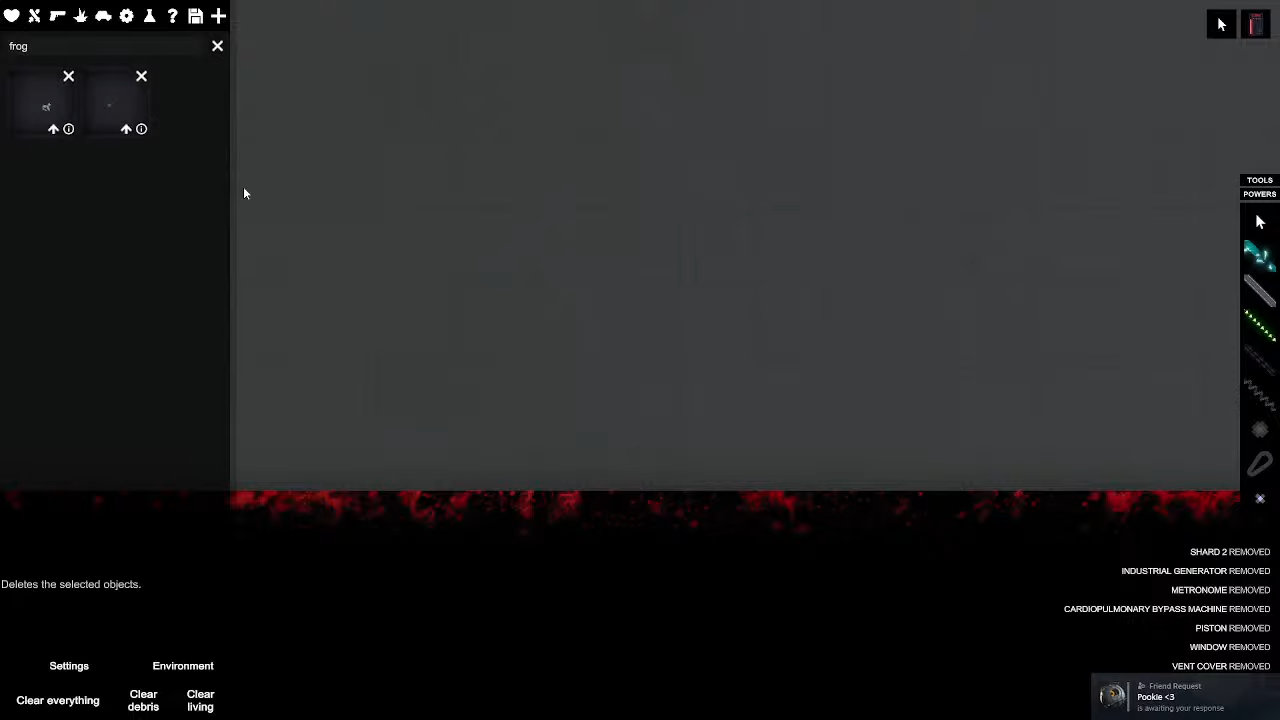 frog
TOOLS
POWERS
SHARD 2 REMOVED
INDUSTRIAL GENERATOR REMOVED
Deletes the selected objects.
METRONOME REMOVED
CARDIOPULMONARY BYPASS MACHINE REMOVED
PISTON REMOVED
WINDOW REMOVED
VENT COVER REMOVED
Settings
Environment
Clear everything
Clear
debris
Clear
living
Friend Request
Pookie <3
is awaiting your response